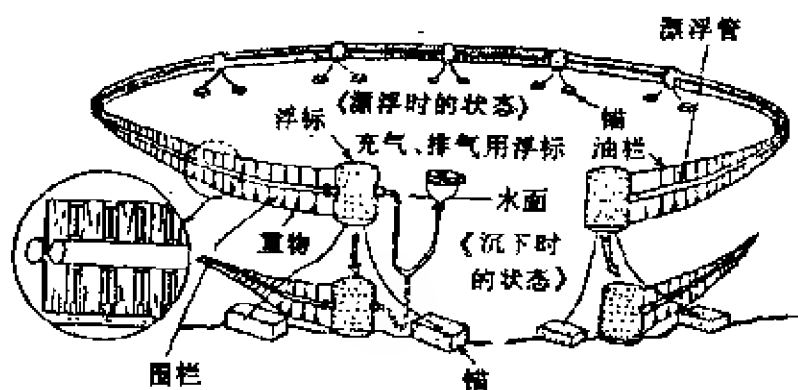 漂浮管
(漂浮时的状态)
锚
浮标
充气、排气用浮标
油栏
水面
重物
(沉下时
的状态)
围栏
锚